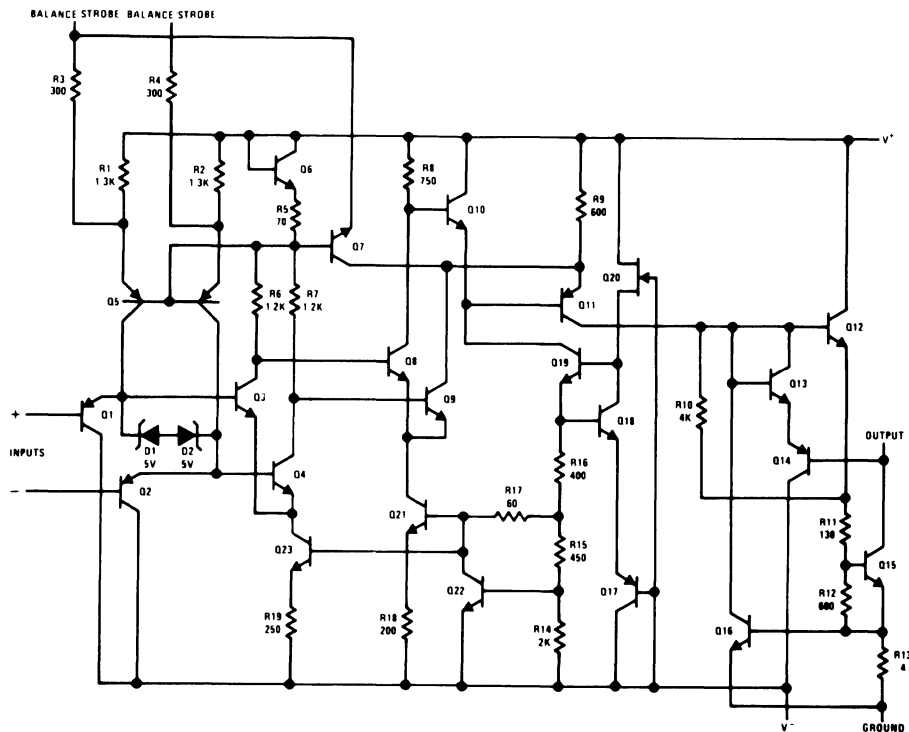 BALANCE STROBE BALANCE STROBE
R3
300
R4
300
V+
R1
1 3K
R2
1 3K
Q6
R8
750
Q10
R9
600
R5
70
Q7
Q20
Q5
R6
1 2K
R7
1 2K
Q11
Q12
Q8
Q19
Q13
+
Q1
Q3
Q9
Q18
R10
4K
OUTPUT
INPUTS
D1
5V
D2
5V
Q4
R16
400
Q14
−
Q2
R17
60
Q21
R11
130
Q23
R15
450
Q15
Q22
R12
600
Q17
R19
250
R18
200
R14
2K
Q16
R13
4
V−
GROUND